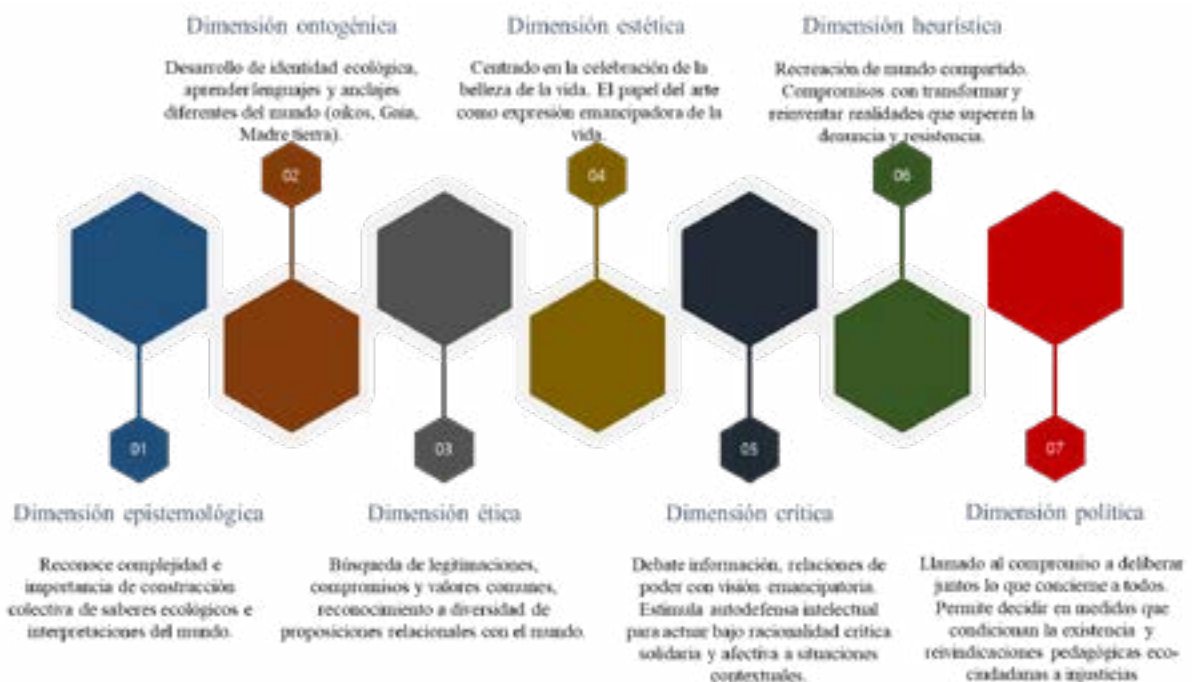 Dimensión ontogénica
Desarrollo de identidad ecológica,
aprender lenguajes y anclajes
diferentes del mundo (oikos, Gaia,
Madre tierra).
Dimensión estética
Centrado en la celebración de la
belleza de la vida. El papel del arte
como expresión emancipadora de la
vida.
Dimensión heurística
Recreación de mundo compartido.
Compromisos con transformar y
reinventar realidades que superen la
denuncia y resistencia.
02
04
06
01
03
05
07
Dimensión epistemológica
Reconoce complejidad e
importancia de construcción
colectiva de saberes ecológicos e
interpretaciones del mundo.
Dimensión ética
Búsqueda de legitimaciones,
compromisos y valores comunes,
reconocimiento a diversidad de
proposiciones relacionales con el mundo.
Dimensión crítica
Debate información, relaciones de
poder con visión emancipatoria.
Estimula autodefensa intelectual
para actuar bajo racionalidad crítica
solidaria y afectiva a situaciones
contextuales.
Dimensión política
Llamado al compromiso a deliberar
juntos lo que concierne a todos.
Permite decidir en medidas que
condicionan la existencia y
reivindicaciones pedagógicas eco-
ciudadanas a injusticias